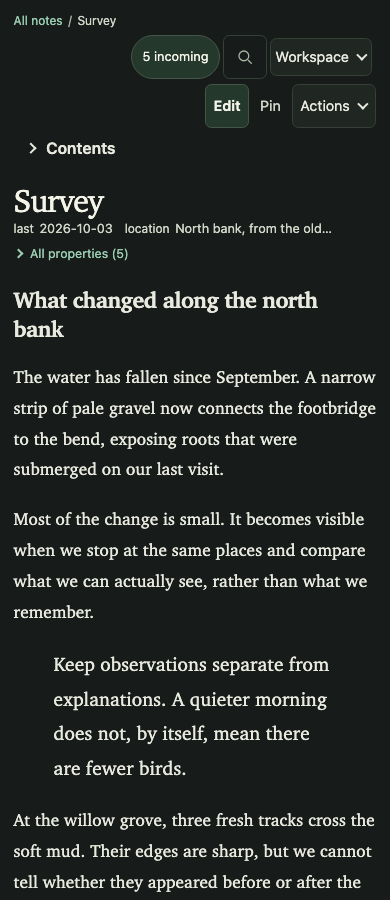 All notes / Survey
5 incoming
Workspace
Edit Pin Actions
Contents
Survey
last 2026-10-03 location North bank, from the old...
All properties (5)
What changed along the north
bank
The water has fallen since September. A narrow
strip of pale gravel now connects the footbridge
to the bend, exposing roots that were
submerged on our last visit.
Most of the change is small. It becomes visible
when we stop at the same places and compare
what we can actually see, rather than what we
remember.
Keep observations separate from
explanations. A quieter morning
does not, by itself, mean there
are fewer birds.
At the willow grove, three fresh tracks cross the
soft mud. Their edges are sharp, but we cannot
tell whether they appeared before or after the